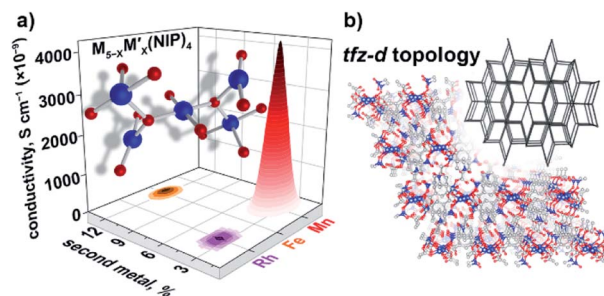 a)
M5-XM′X(NIP)4
conductivity, S cm⁻¹ (×10⁻⁹)
4000
3000
2000
1000
0
12
9
6
3
second metal, %
Rh
Fe
Mn
b)
tfz-d topology